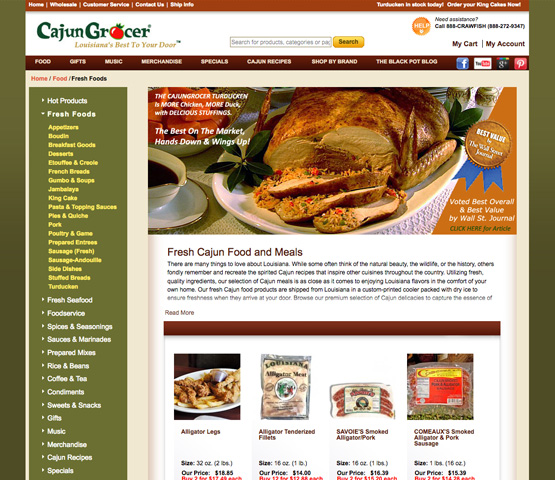 Home | Wholesale | Customer Service | Contact Us | Ship Info
Turducken in stock today! Order your King Cakes Now!
CajunGrocer®
Louisiana's Best To Your Door™
HELP
Need assistance?
Call 888-CRAWFISH (888-272-9347)
Search for products, categories or pag
Search
My Cart | My Account
FOOD GIFTS MUSIC MERCHANDISE SPECIALS CAJUN RECIPES SHOP BY BRAND THE BLACK POT BLOG
Home / Food / Fresh Foods
Hot Products
Fresh Foods
Appetizers
Boudin
Breakfast Goods
Desserts
Etouffee & Creole
French Breads
Gumbo & Soups
Jambalaya
King Cake
Pasta & Topping Sauces
Pies & Quiche
Pork
Poultry & Game
Prepared Entrees
Sausage (Fresh)
Sausage-Andouille
Side Dishes
Stuffed Breads
Turducken
Fresh Seafood
Foodservice
Spices & Seasonings
Sauces & Marinades
Prepared Mixes
Rice & Beans
Coffee & Tea
Condiments
Sweets & Snacks
Gifts
Music
Merchandise
Cajun Recipes
Specials
THE CAJUNGROCER TURDUCKEN
IS MORE Chicken, MORE Duck,
with DELICIOUS STUFFINGS.
The Best On The Market,
Hands Down & Wings Up!
BEST VALUE
The Wall Street
Journal
Voted Best Overall
& Best Value
by Wall St. Journal
CLICK HERE for Article
Fresh Cajun Food and Meals
There are many things to love about Louisiana. While some often think of the natural beauty, the wildlife, or the history, others
fondly remember and recreate the spirited Cajun recipes that inspire other cuisines throughout the country. Utilizing fresh,
quality ingredients, our selection of Cajun meals is as close as it comes to enjoying Louisiana flavors in the comfort of your
own home. Our fresh Cajun food products are shipped from Louisiana in a custom-printed cooler packed with dry ice to
ensure freshness when they arrive at your door. Browse our premium selection of Cajun delicacies to capture the essence of
Read More
LOUISIANA
Alligator Meat
Alligator Legs
Alligator Tenderized
Fillets
SAVOIE'S Smoked
Alligator/Pork
COMEAUX'S Smoked
Alligator & Pork
Sausage
Size: 32 oz. (2 lbs.)
Size: 16 oz. (1 lb.)
Size: 16 oz. (1 lb.)
Size: 1 lbs. (16 oz.)
Our Price: $18.85
Our Price: $14.00
Our Price: $16.39
Our Price: $15.39
Buy 2 for $17.49 each
Buy 12 for $12.88 each
Buy 2 for $15.20 each
Buy 2 for $14.28 each